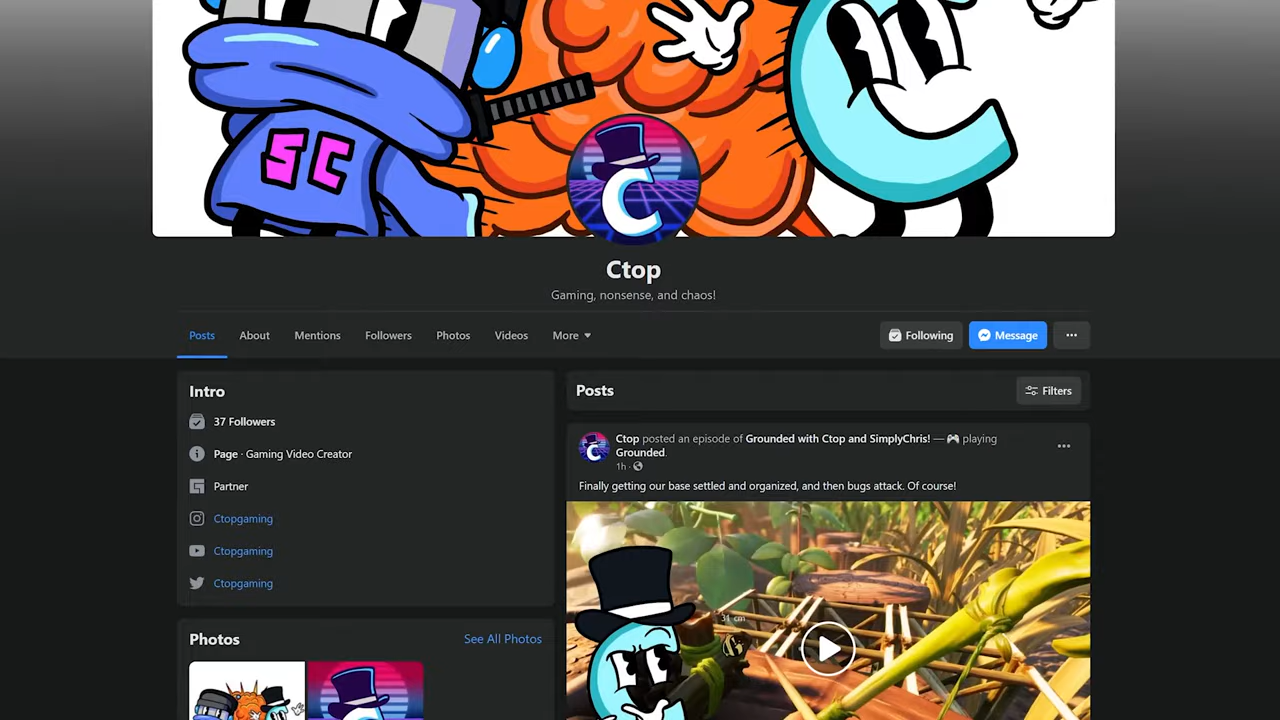 SC
C
Ctop
Gaming, nonsense, and chaos!
Posts
About
Mentions
Followers
Photos
Videos
More
Following
Message
Intro
37 Followers
Page · Gaming Video Creator
Partner
Ctopgaming
Ctopgaming
Ctopgaming
Photos
See All Photos
Posts
Filters
Ctop posted an episode of Grounded with Ctop and SimplyChris! — 🎮 playing
Grounded.
1h ·
Finally getting our base settled and organized, and then bugs attack. Of course!
31 cm